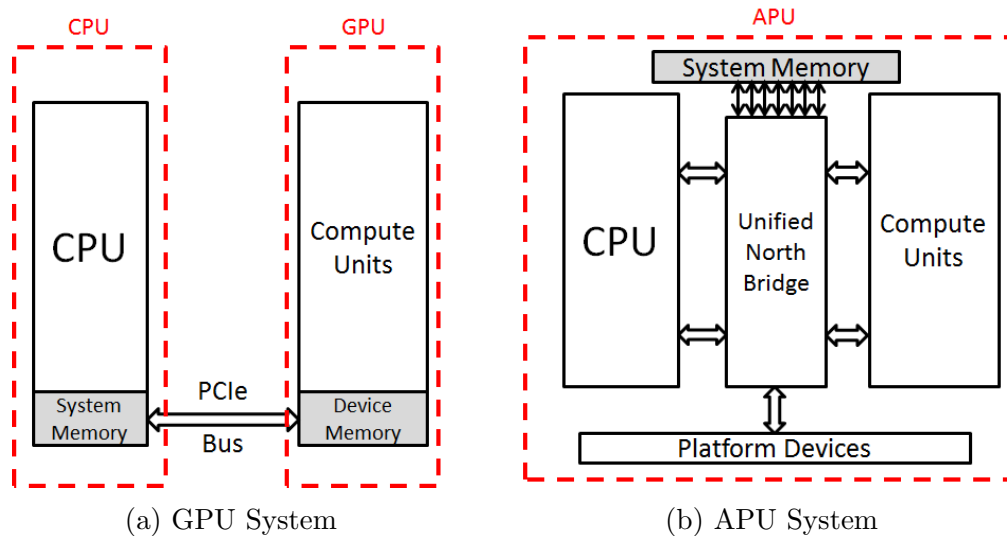 CPU
GPU
CPU
Compute
Units
System
Memory
PCIe
Bus
Device
Memory
(a) GPU System
APU
System Memory
CPU
Unified
North
Bridge
Compute
Units
Platform Devices
(b) APU System